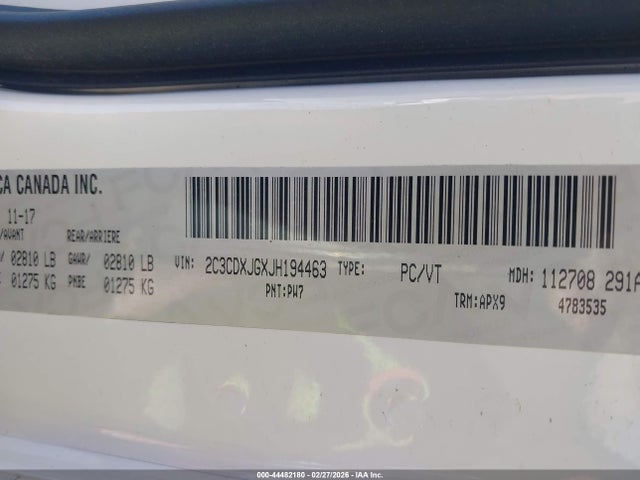 CA CANADA INC.
11-17
/AVANT REAR/ARRIERE
02810 LB GAWR/ 02810 LB
01275 KG PNBE 01275 KG
VIN: 2C3CDXJGXJH194463 TYPE: PC/VT MDH: 112708 291A
PNT:PW7 TRM:APX9 4783535
000-44482180 - 02/27/2026 - IAA Inc.